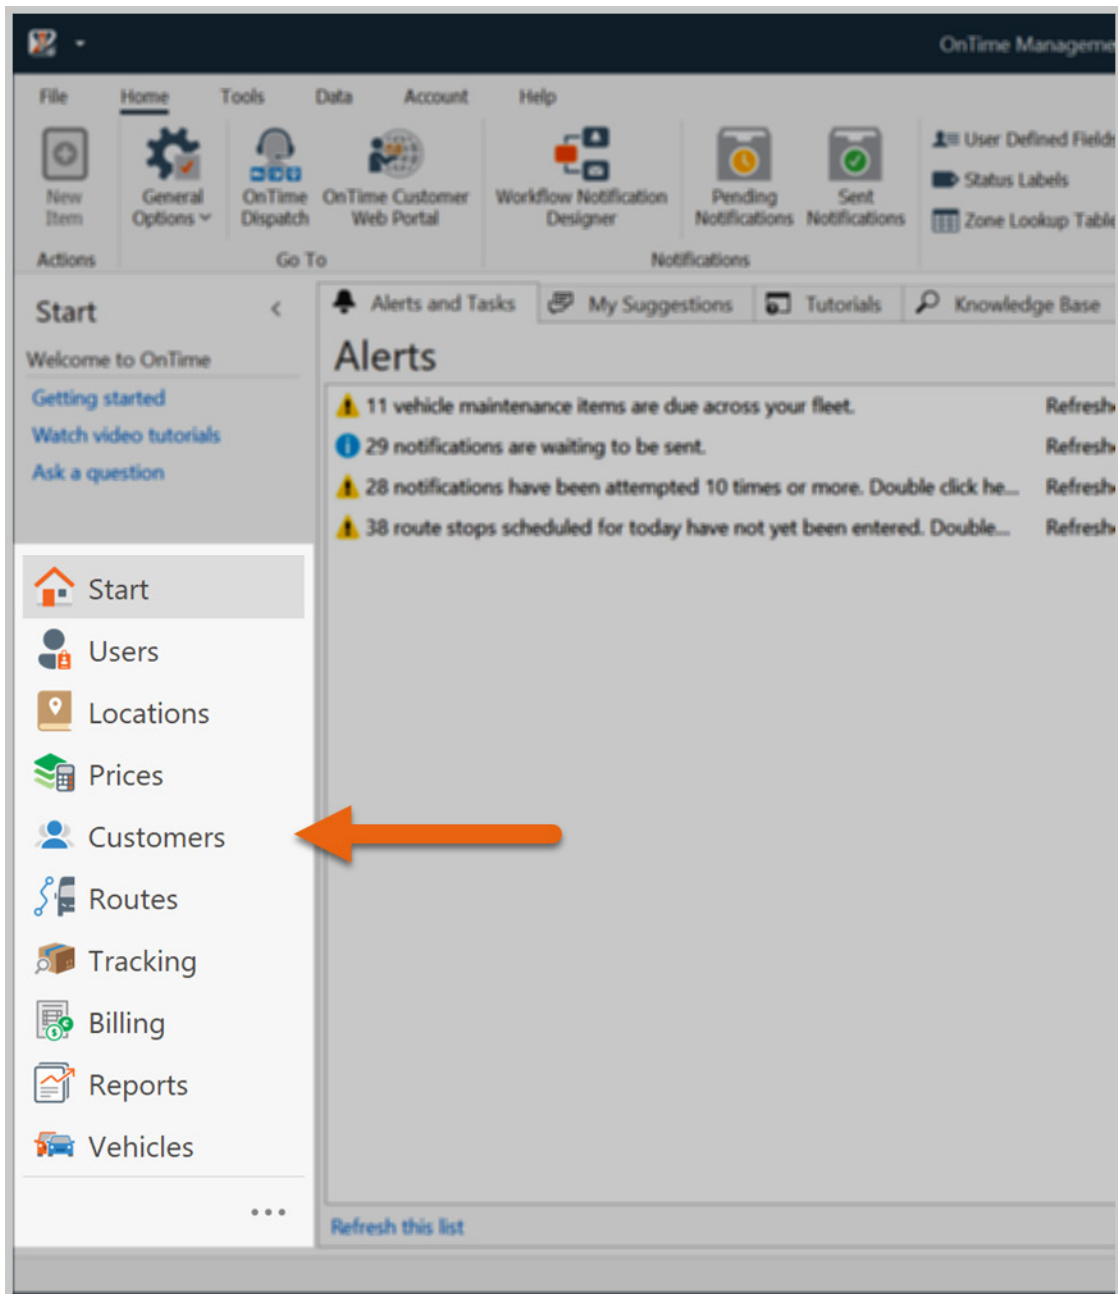 OnTime Manageme
File Home Tools Data Account Help
New Item
General Options
OnTime Dispatch
OnTime Customer Web Portal
Workflow Notification Designer
Pending Notifications
Sent Notifications
User Defined Fields
Status Labels
Zone Lookup Table
Actions
Go To
Notifications
Start
Welcome to OnTime
Getting started
Watch video tutorials
Ask a question
Alerts and Tasks My Suggestions Tutorials Knowledge Base
Alerts
11 vehicle maintenance items are due across your fleet. Refresh
29 notifications are waiting to be sent. Refresh
28 notifications have been attempted 10 times or more. Double click he... Refresh
38 route stops scheduled for today have not yet been entered. Double... Refresh
Start
Users
Locations
Prices
Customers
Routes
Tracking
Billing
Reports
Vehicles
...
Refresh this list